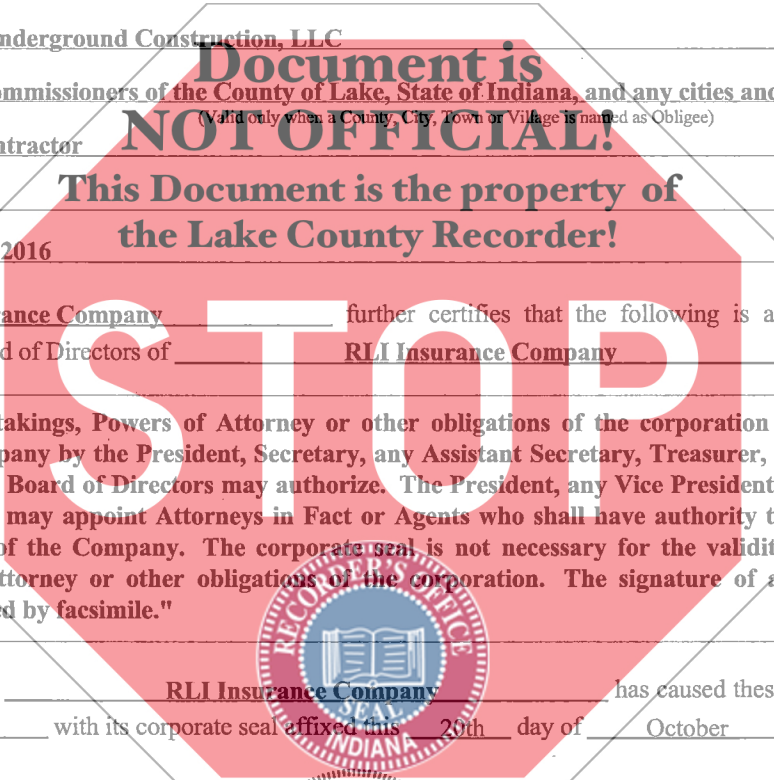 nderground Construction, LLC
Document is
ommissioners of the County of Lake, State of Indiana, and any cities and
(Valid only when a County, City, Town or Village is named as Obligee)
NOT OFFICIAL!
ntractor
This Document is the property of
the Lake County Recorder!
2016
rance Company further certifies that the following is a
d of Directors of RLI Insurance Company
STOP
takings, Powers of Attorney or other obligations of the corporation
pany by the President, Secretary, any Assistant Secretary, Treasurer,
Board of Directors may authorize. The President, any Vice President
may appoint Attorneys in Fact or Agents who shall have authority t
of the Company. The corporate seal is not necessary for the validit
ttorney or other obligations of the corporation. The signature of a
ed by facsimile."
RECORDER'S OFFICE
SEAL
INDIANA
RLI Insurance Company has caused thes
with its corporate seal affixed this 20th day of October